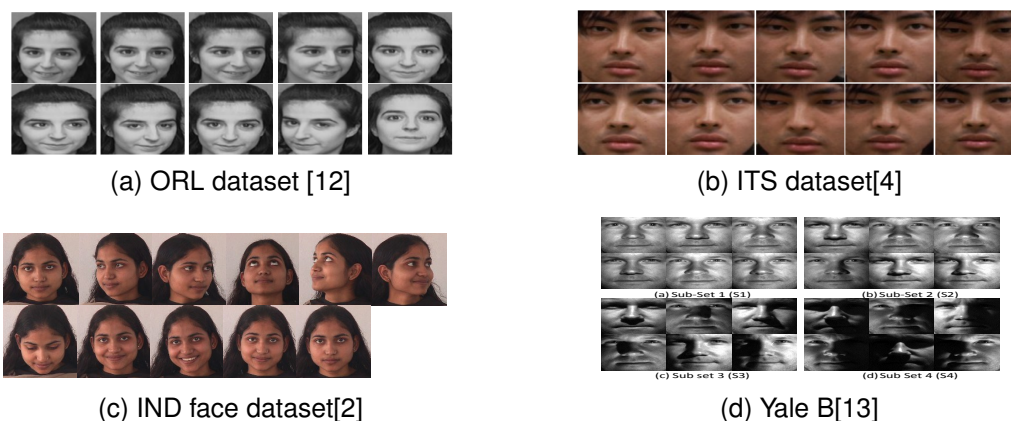 (a) ORL dataset [12]
(b) ITS dataset[4]
(a) Sub-Set 1 (S1)
(b) Sub-Set 2 (S2)
(c) Sub set 3 (S3)
(d) Sub Set 4 (S4)
(c) IND face dataset[2]
(d) Yale B[13]